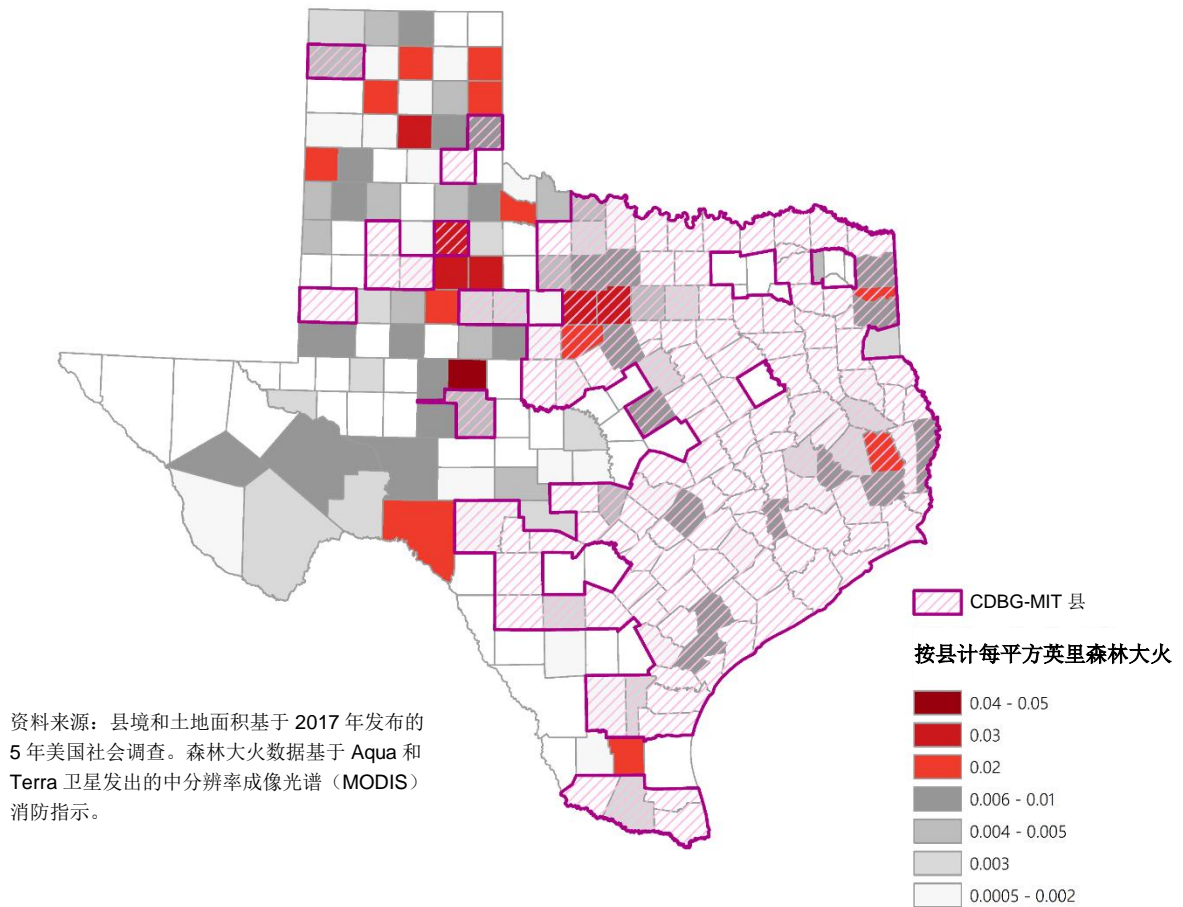 CDBG-MIT 县
按县计每平方英里森林大火
0.04 - 0.05
0.03
0.02
0.006 - 0.01
0.004 - 0.005
0.003
0.0005 - 0.002
资料来源：县境和土地面积基于 2017 年发布的
5 年美国社会调查。森林大火数据基于 Aqua 和
Terra 卫星发出的中分辨率成像光谱（MODIS）
消防指示。